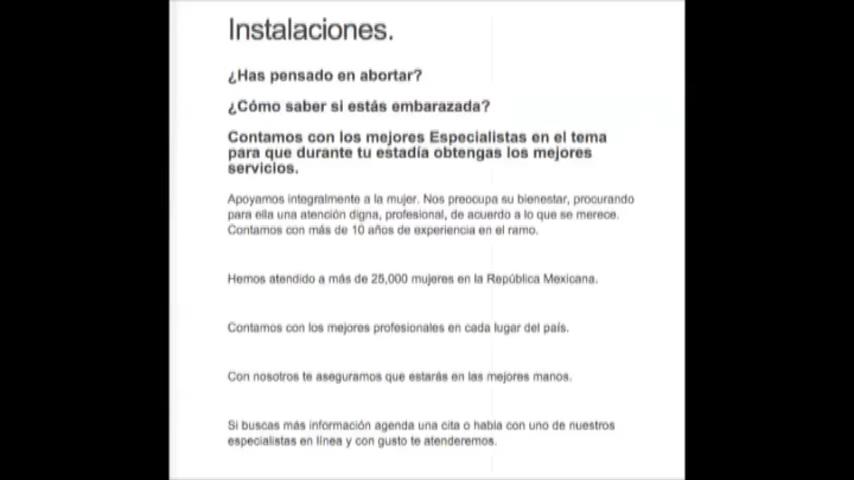 Instalaciones.
¿Has pensado en abortar?
¿Cómo saber si estás embarazada?
Contamos con los mejores Especialistas en el tema
para que durante tu estadía obtengas los mejores
servicios.
Apoyamos integralmente a la mujer. Nos preocupa su bienestar, procurando
para ella una atención digna, profesional, de acuerdo a lo que se merece.
Contamos con más de 10 años de experiencia en el ramo.
Hemos atendido a más de 25,000 mujeres en la República Mexicana.
Contamos con los mejores profesionales en cada lugar del país.
Con nosotros te aseguramos que estarás en las mejores manos.
Si buscas más información agenda una cita o habla con uno de nuestros
especialistas en línea y con gusto te atenderemos.